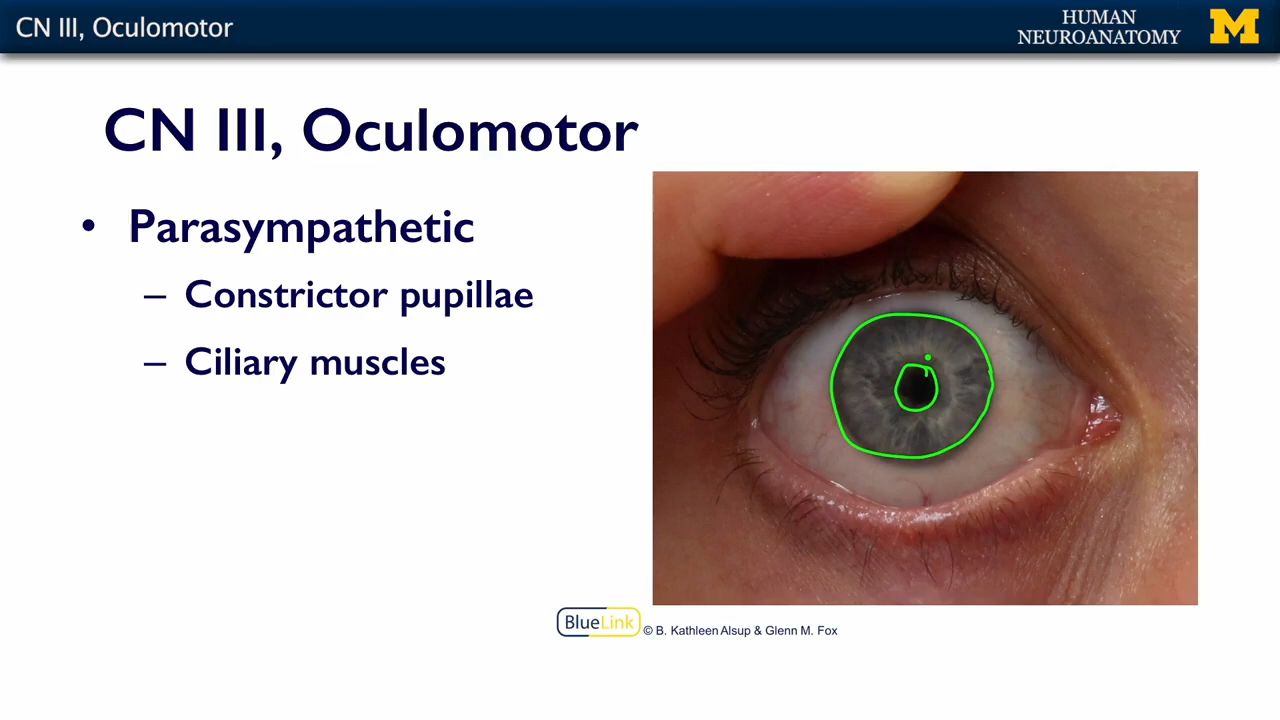 CN III, Oculomotor
HUMAN
NEUROANATOMY
M
CN III, Oculomotor
• Parasympathetic
– Constrictor pupillae
– Ciliary muscles
BlueLink
© B. Kathleen Alsup & Glenn M. Fox